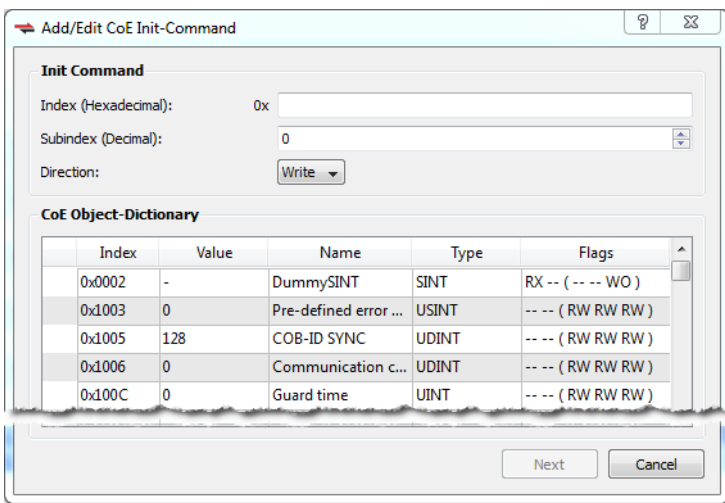 Add/Edit CoE Init-Command
Init Command
Index (Hexadecimal): 0x
Subindex (Decimal): 0
Direction: Write
CoE Object-Dictionary
Index Value Name Type Flags
0x0002 - DummySINT SINT RX -- ( -- -- WO )
0x1003 0 Pre-defined error ... USINT -- -- ( RW RW RW )
0x1005 128 COB-ID SYNC UDINT -- -- ( RW RW RW )
0x1006 0 Communication c... UDINT -- -- ( RW RW RW )
0x100C 0 Guard time UINT -- -- ( RW RW RW )
Next Cancel